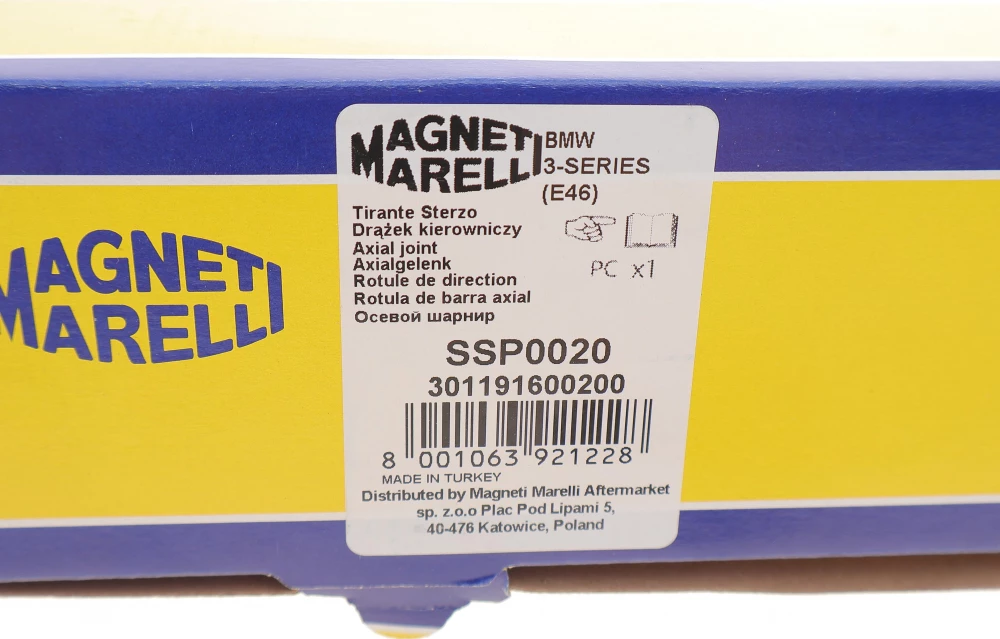 MAGNETI
MARELLI
MAGNETI
MARELLI
BMW
3-SERIES
(E46)
Tirante Sterzo
Drążek kierowniczy
Axial joint
Axialgelenk
Rotule de direction
Rotula de barra axial
Осевой шарнир
PC x1
SSP0020
301191600200
8 001063 921228
MADE IN TURKEY
Distributed by Magneti Marelli Aftermarket
sp. z.o.o Plac Pod Lipami 5,
40-476 Katowice, Poland